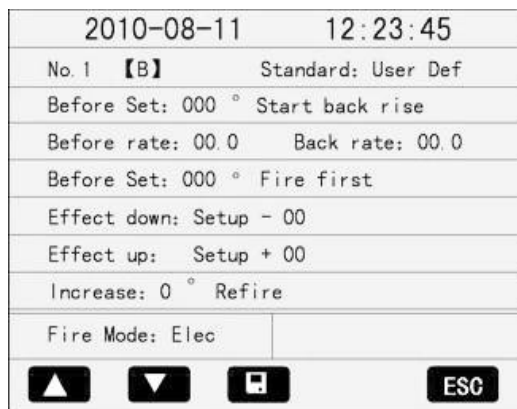 2010-08-11 12:23:45
No. 1 【B】 Standard: User Def
Before Set: 000 ° Start back rise
Before rate: 00.0 Back rate: 00.0
Before Set: 000 ° Fire first
Effect down: Setup - 00
Effect up: Setup + 00
Increase: 0 ° Refire
Fire Mode: Elec
ESC